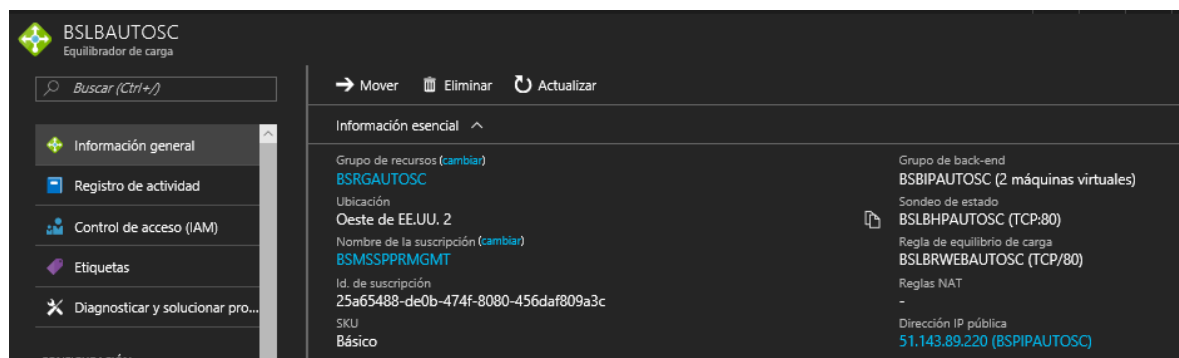 BSLBAUTOSC
Equilibrador de carga
Buscar (Ctrl+/)
Información general
Registro de actividad
Control de acceso (IAM)
Etiquetas
Diagnosticar y solucionar pro...
Mover Eliminar Actualizar
Información esencial
Grupo de recursos (cambiar)
BSRGAUTOSC
Ubicación
Oeste de EE.UU. 2
Nombre de la suscripción (cambiar)
BSMSSPPRMGMT
Id. de suscripción
25a65488-de0b-474f-8080-456daf809a3c
SKU
Básico
Grupo de back-end
BSBIPAUTOSC (2 máquinas virtuales)
Sondeo de estado
BSLBHPAUTOSC (TCP:80)
Regla de equilibrio de carga
BSLBRWEBAUTOSC (TCP/80)
Reglas NAT
-
Dirección IP pública
51.143.89.220 (BSPIPAUTOSC)